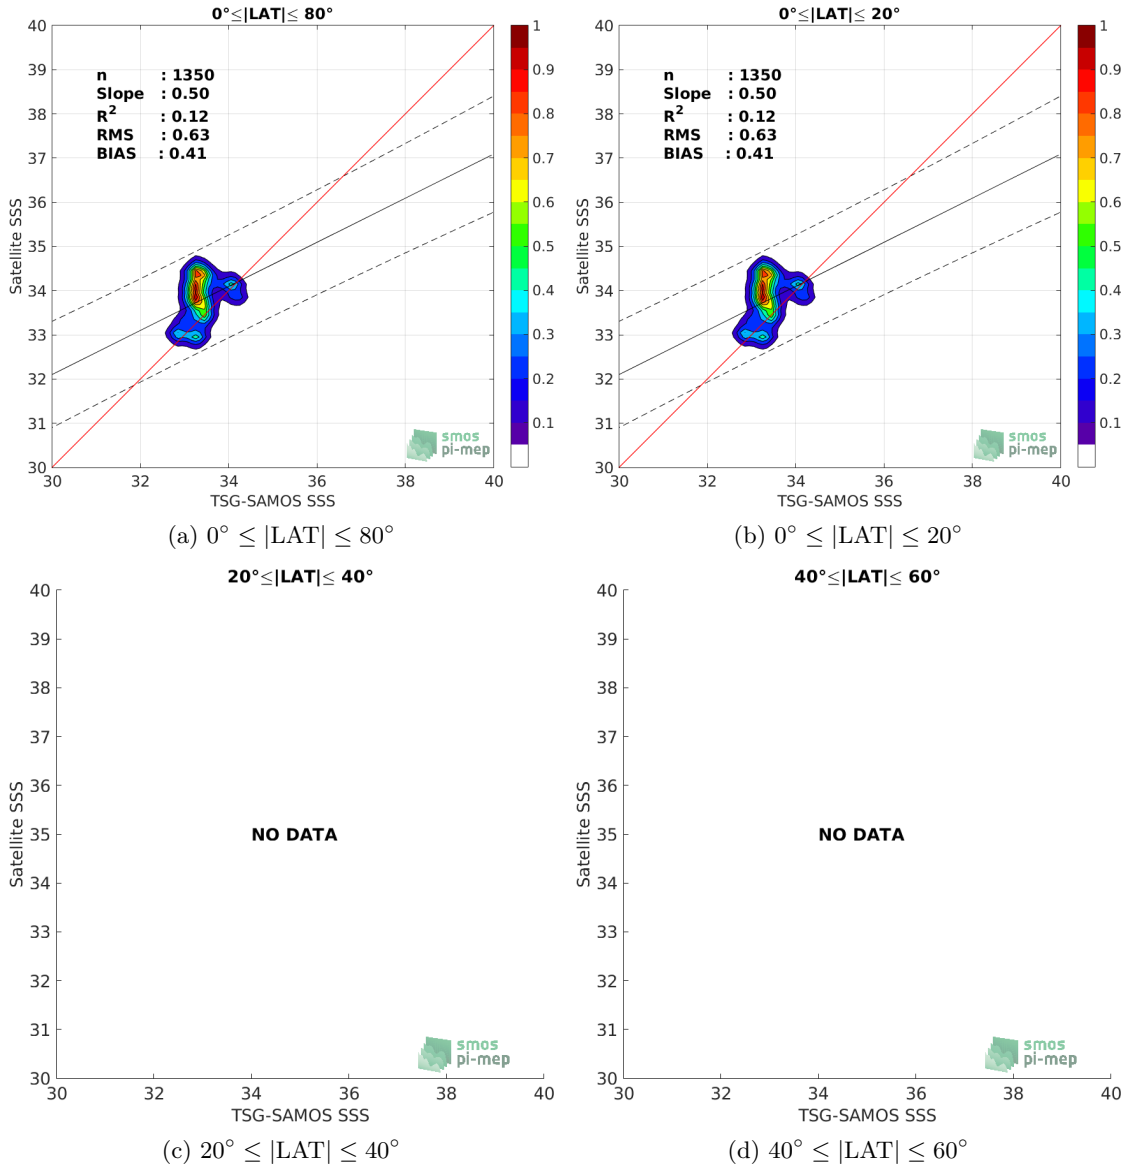 0°≤|LAT|≤ 80°
40
39
38
37
36
35
34
33
32
31
30
Satellite SSS
n : 1350
Slope : 0.50
R² : 0.12
RMS : 0.63
BIAS : 0.41
smos
pi-mep
30 32 34 36 38 40
TSG-SAMOS SSS
1
0.9
0.8
0.7
0.6
0.5
0.4
0.3
0.2
0.1
(a) 0° ≤ |LAT| ≤ 80°
0°≤|LAT|≤ 20°
40
39
38
37
36
35
34
33
32
31
30
Satellite SSS
n : 1350
Slope : 0.50
R² : 0.12
RMS : 0.63
BIAS : 0.41
smos
pi-mep
30 32 34 36 38 40
TSG-SAMOS SSS
1
0.9
0.8
0.7
0.6
0.5
0.4
0.3
0.2
0.1
(b) 0° ≤ |LAT| ≤ 20°
20°≤|LAT|≤ 40°
40
39
38
37
36
35
34
33
32
31
30
Satellite SSS
NO DATA
smos
pi-mep
30 32 34 36 38 40
TSG-SAMOS SSS
(c) 20° ≤ |LAT| ≤ 40°
40°≤|LAT|≤ 60°
40
39
38
37
36
35
34
33
32
31
30
Satellite SSS
NO DATA
smos
pi-mep
30 32 34 36 38 40
TSG-SAMOS SSS
(d) 40° ≤ |LAT| ≤ 60°